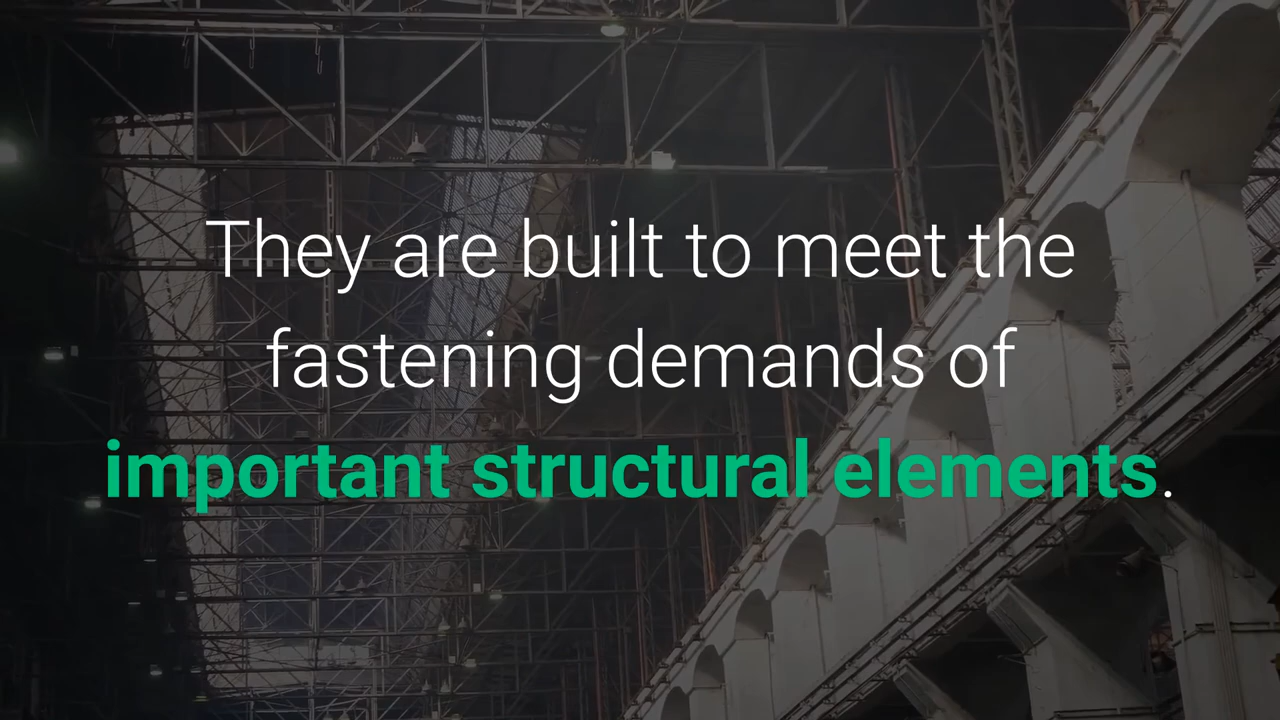 They are built to meet the
fastening demands of
important structural elements.